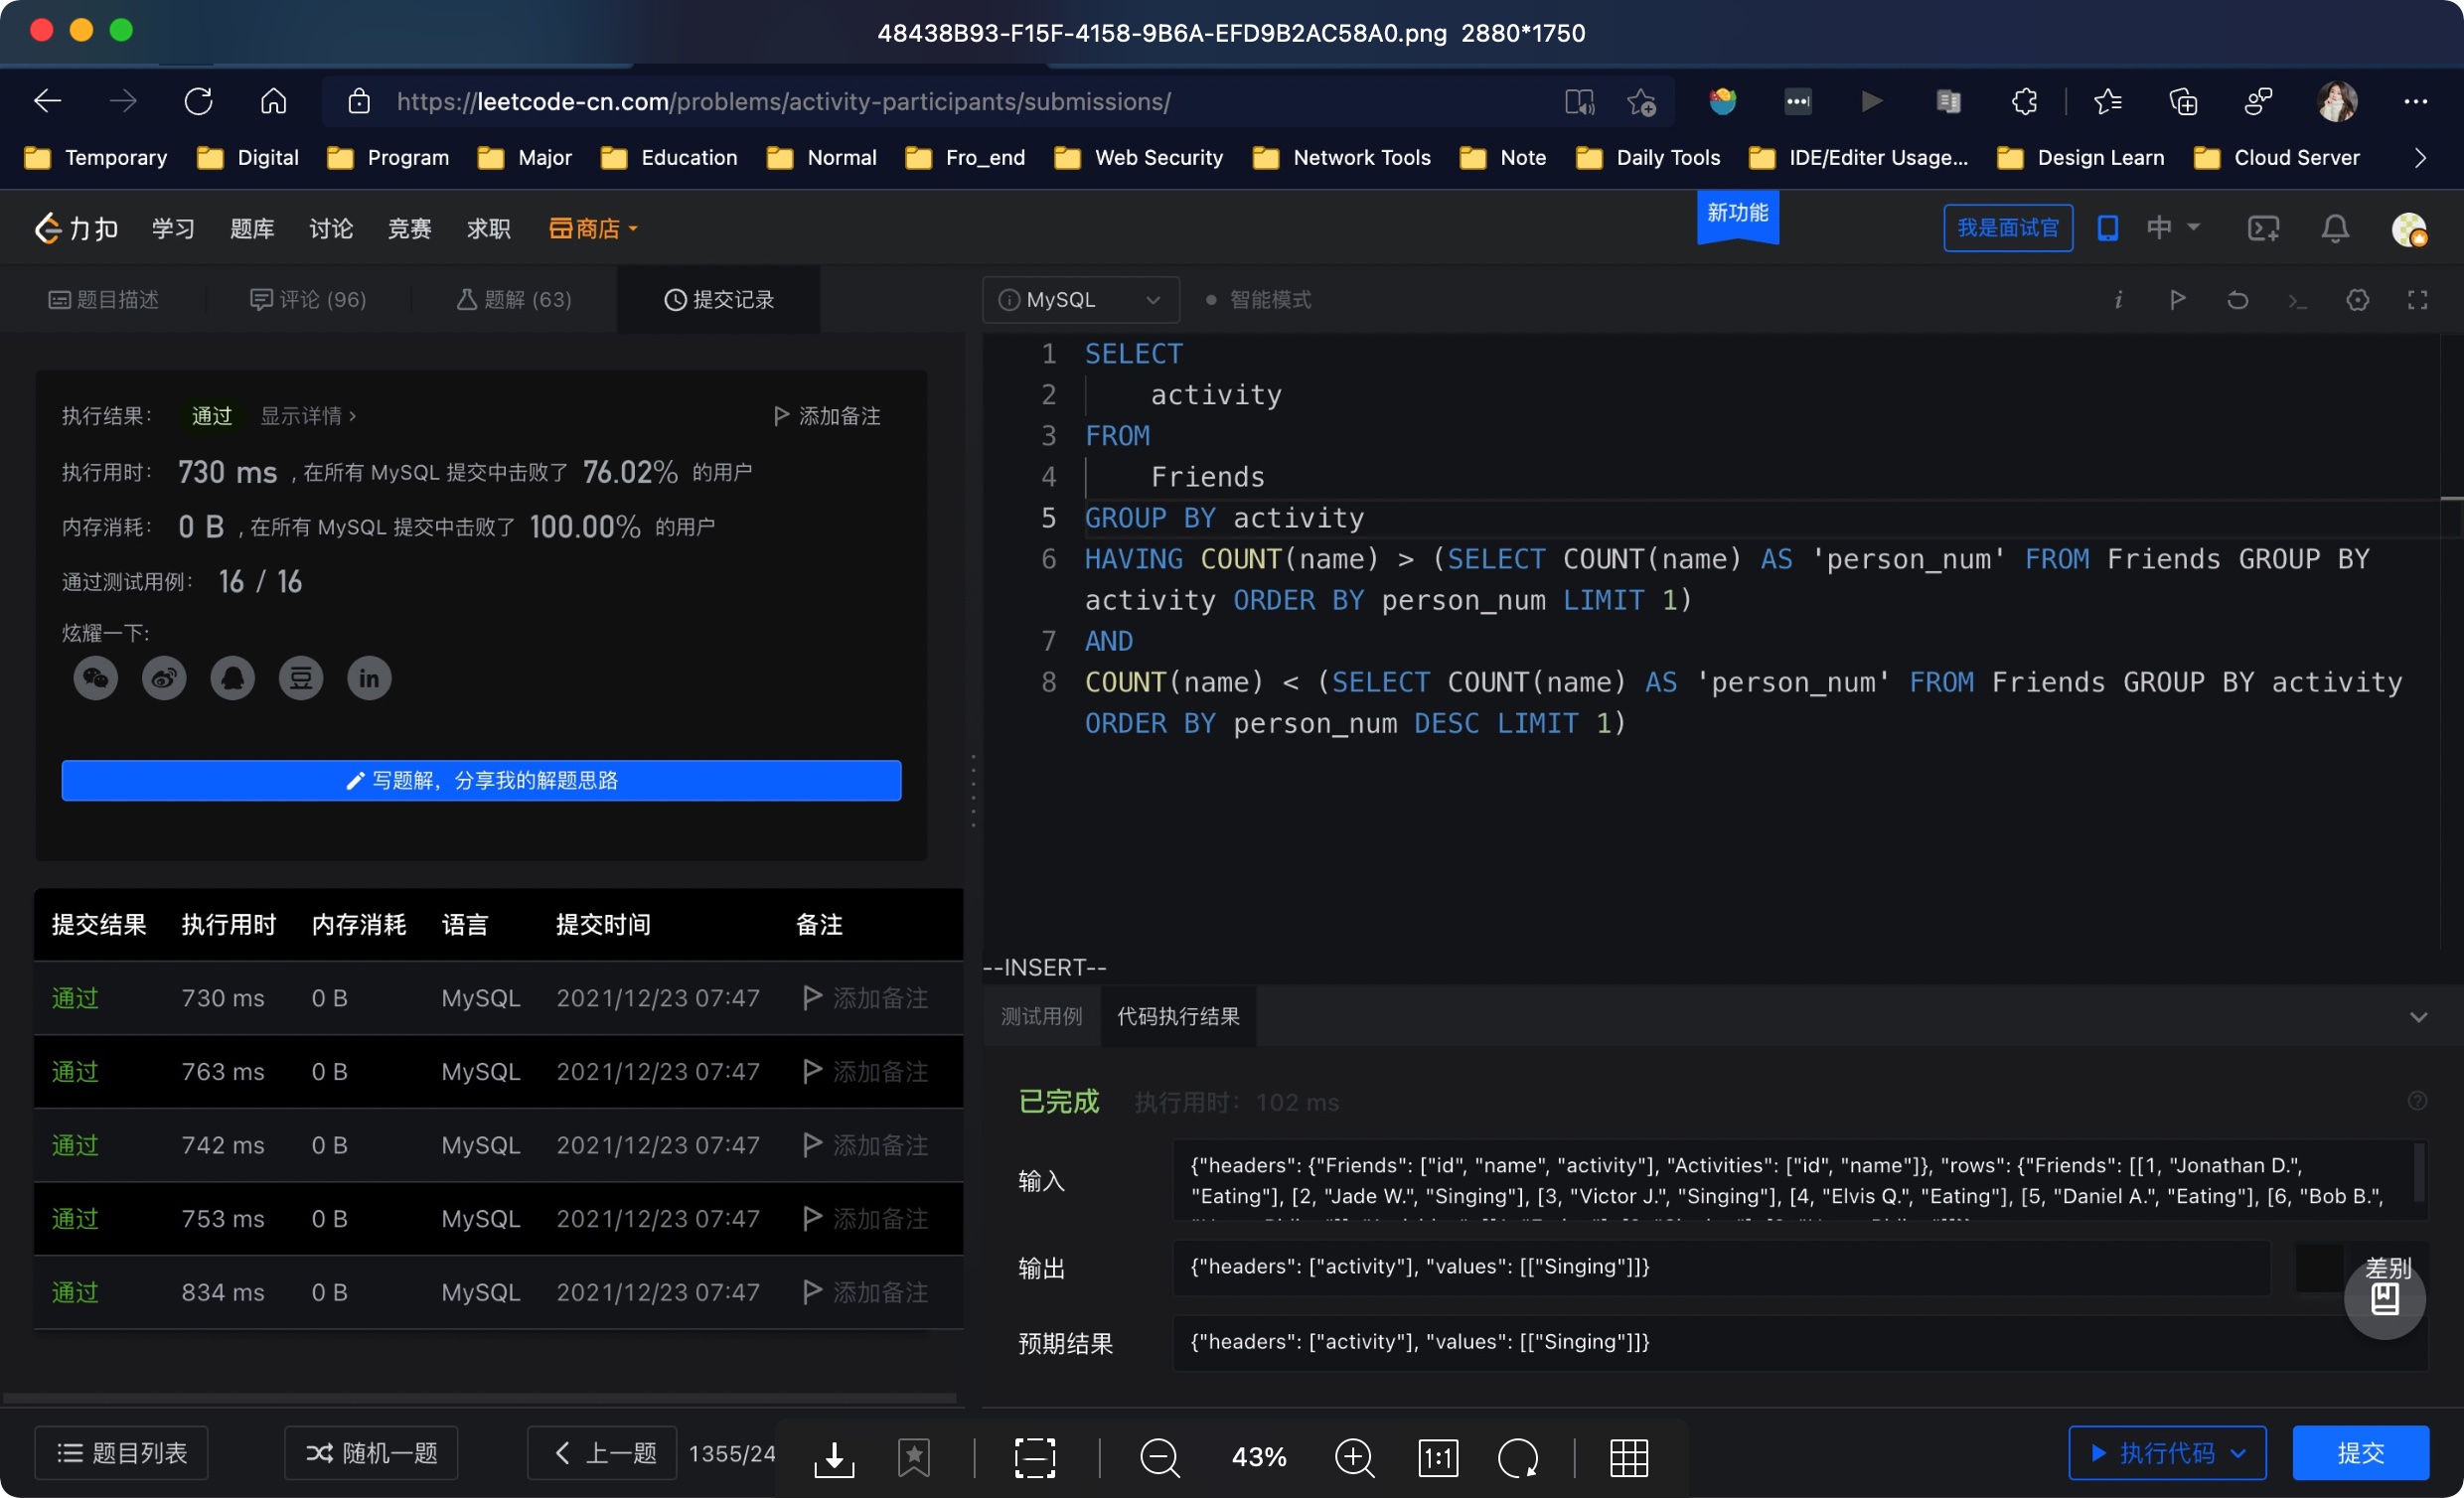 48438B93-F15F-4158-9B6A-EFD9B2AC58A0.png 2880*1750
https://leetcode-cn.com/problems/activity-participants/submissions/
Temporary Digital Program Major Education Normal Fro_end Web Security Network Tools Note Daily Tools IDE/Editer Usage... Design Learn Cloud Server
力扣 学习 题库 讨论 竞赛 求职 商店 新功能 我是面试官 中
题目描述 评论 (96) 题解 (63) 提交记录
MySQL 智能模式
执行结果： 通过 显示详情 > 添加备注
执行用时： 730 ms , 在所有 MySQL 提交中击败了 76.02% 的用户
内存消耗： 0 B , 在所有 MySQL 提交中击败了 100.00% 的用户
通过测试用例： 16 / 16
炫耀一下:
写题解，分享我的解题思路
提交结果 执行用时 内存消耗 语言 提交时间 备注
通过 730 ms 0 B MySQL 2021/12/23 07:47 添加备注
通过 763 ms 0 B MySQL 2021/12/23 07:47 添加备注
通过 742 ms 0 B MySQL 2021/12/23 07:47 添加备注
通过 753 ms 0 B MySQL 2021/12/23 07:47 添加备注
通过 834 ms 0 B MySQL 2021/12/23 07:47 添加备注
1 SELECT
2 activity
3 FROM
4 Friends
5 GROUP BY activity
6 HAVING COUNT(name) > (SELECT COUNT(name) AS 'person_num' FROM Friends GROUP BY
activity ORDER BY person_num LIMIT 1)
7 AND
8 COUNT(name) < (SELECT COUNT(name) AS 'person_num' FROM Friends GROUP BY activity
ORDER BY person_num DESC LIMIT 1)
--INSERT--
测试用例 代码执行结果
已完成 执行用时： 102 ms
输入
{"headers": {"Friends": ["id", "name", "activity"], "Activities": ["id", "name"]}, "rows": {"Friends": [[1, "Jonathan D.",
"Eating"], [2, "Jade W.", "Singing"], [3, "Victor J.", "Singing"], [4, "Elvis Q.", "Eating"], [5, "Daniel A.", "Eating"], [6, "Bob B.",
输出 {"headers": ["activity"], "values": [["Singing"]]}
差别
预期结果 {"headers": ["activity"], "values": [["Singing"]]}
题目列表 随机一题 上一题 1355/24
43% 1:1
执行代码 提交